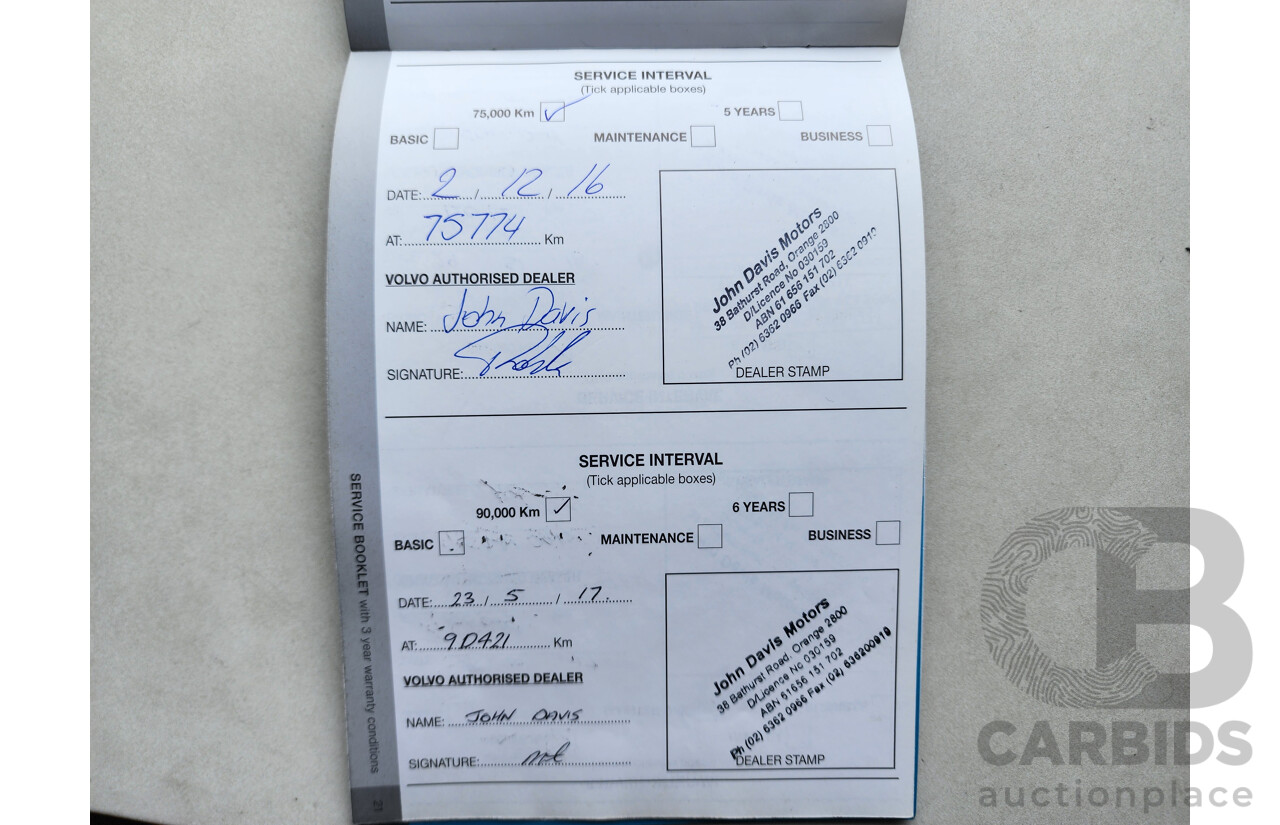 SERVICE INTERVAL
(Tick applicable boxes)
75,000 Km ✓ 5 YEARS
BASIC MAINTENANCE BUSINESS
DATE: 2 / 12 / 16
AT: 75774 Km
VOLVO AUTHORISED DEALER
NAME: John Davis
SIGNATURE:
John Davis Motors
38 Bathurst Road, Orange 2800
D/Licence No 030159
ABN 61 656 151 702
Ph (02) 6362 0966 Fax (02) 6362 0919
DEALER STAMP
SERVICE INTERVAL
(Tick applicable boxes)
90,000 Km ✓ 6 YEARS
BASIC MAINTENANCE BUSINESS
DATE: 23 / 5 / 17.
AT: 90421 Km
VOLVO AUTHORISED DEALER
NAME: JOHN DAVIS
SIGNATURE:
John Davis Motors
38 Bathurst Road, Orange 2800
D/Licence No 030159
ABN 51656 151 702
Ph (02) 6362 0966 Fax (02) 636200919
DEALER STAMP
SERVICE BOOKLET with 3 year warranty conditions
21
CB
CARBIDS
auctionplace